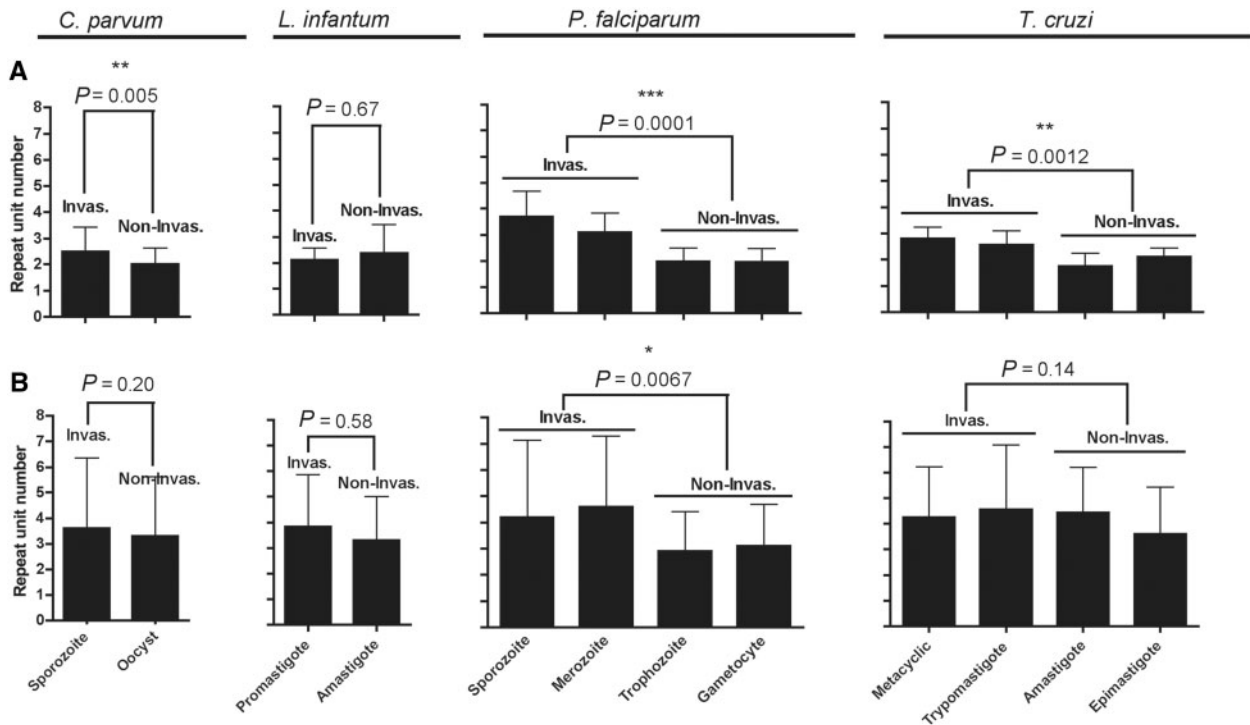 C. parvum L. infantum P. falciparum T. cruzi
A
** *** **
P = 0.005 P = 0.67 P = 0.0001 P = 0.0012
Repeat unit number
8
7
6
5
4
3
2
1
0
Invas. Non-Invas. Invas. Non-Invas. Invas. Non-Invas. Invas. Non-Invas.
B
*
P = 0.20 P = 0.58 P = 0.0067 P = 0.14
Repeat unit number
8
7
6
5
4
3
2
1
0
Invas. Non-Invas. Invas. Non-Invas. Invas. Non-Invas. Invas. Non-Invas.
Sporozoite Oocyst Promastigote Amastigote Sporozoite Merozoite Trophozoite Gametocyte Metacyclic Trypomastigote Amastigote Epimastigote